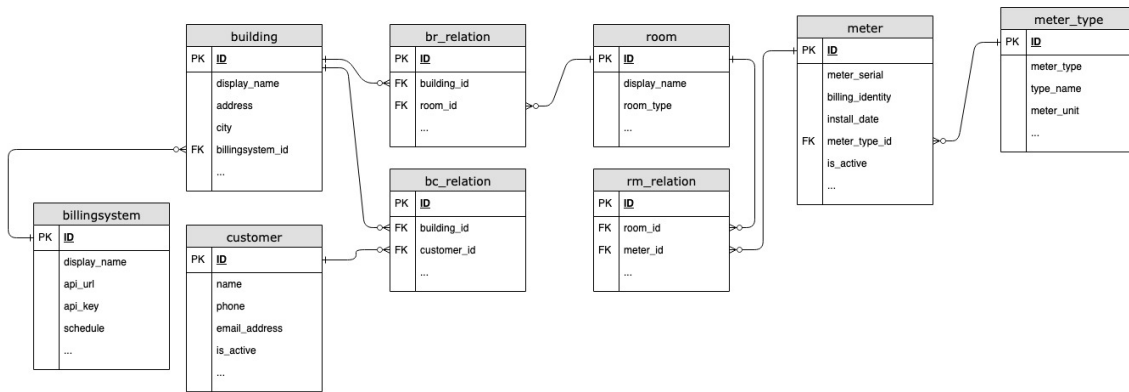 building
PK ID
display_name
address
city
FK billingsystem_id
...
br_relation
PK ID
FK building_id
FK room_id
...
room
PK ID
display_name
room_type
...
meter
PK ID
meter_serial
billing_identity
install_date
FK meter_type_id
is_active
...
meter_type
PK ID
meter_type
type_name
meter_unit
...
billingsystem
PK ID
display_name
api_url
api_key
schedule
...
customer
PK ID
name
phone
email_address
is_active
...
bc_relation
PK ID
FK building_id
FK customer_id
...
rm_relation
PK ID
FK room_id
FK meter_id
...